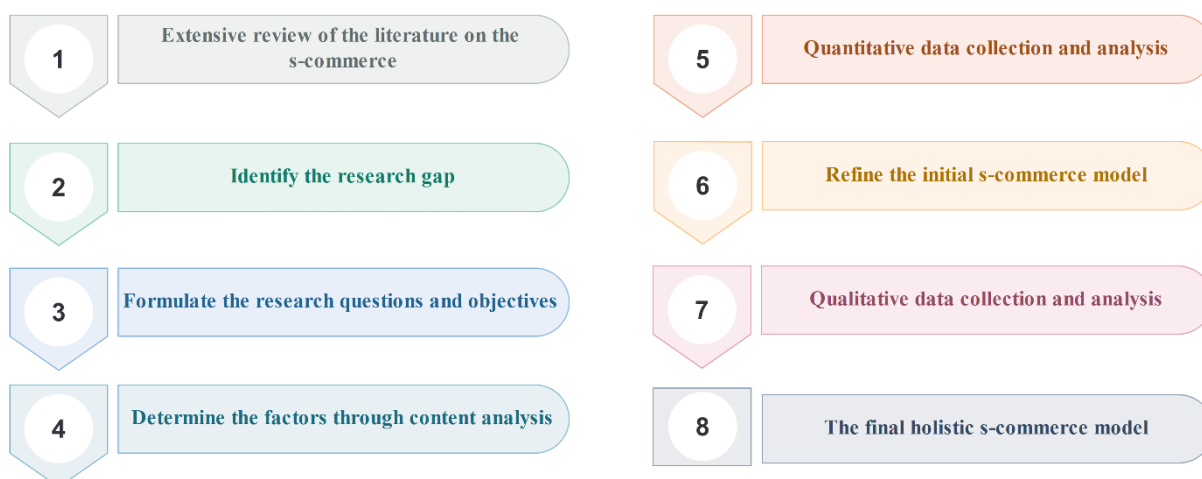 1
Extensive review of the literature on the
s-commerce
2
Identify the research gap
3
Formulate the research questions and objectives
4
Determine the factors through content analysis
5
Quantitative data collection and analysis
6
Refine the initial s-commerce model
7
Qualitative data collection and analysis
8
The final holistic s-commerce model